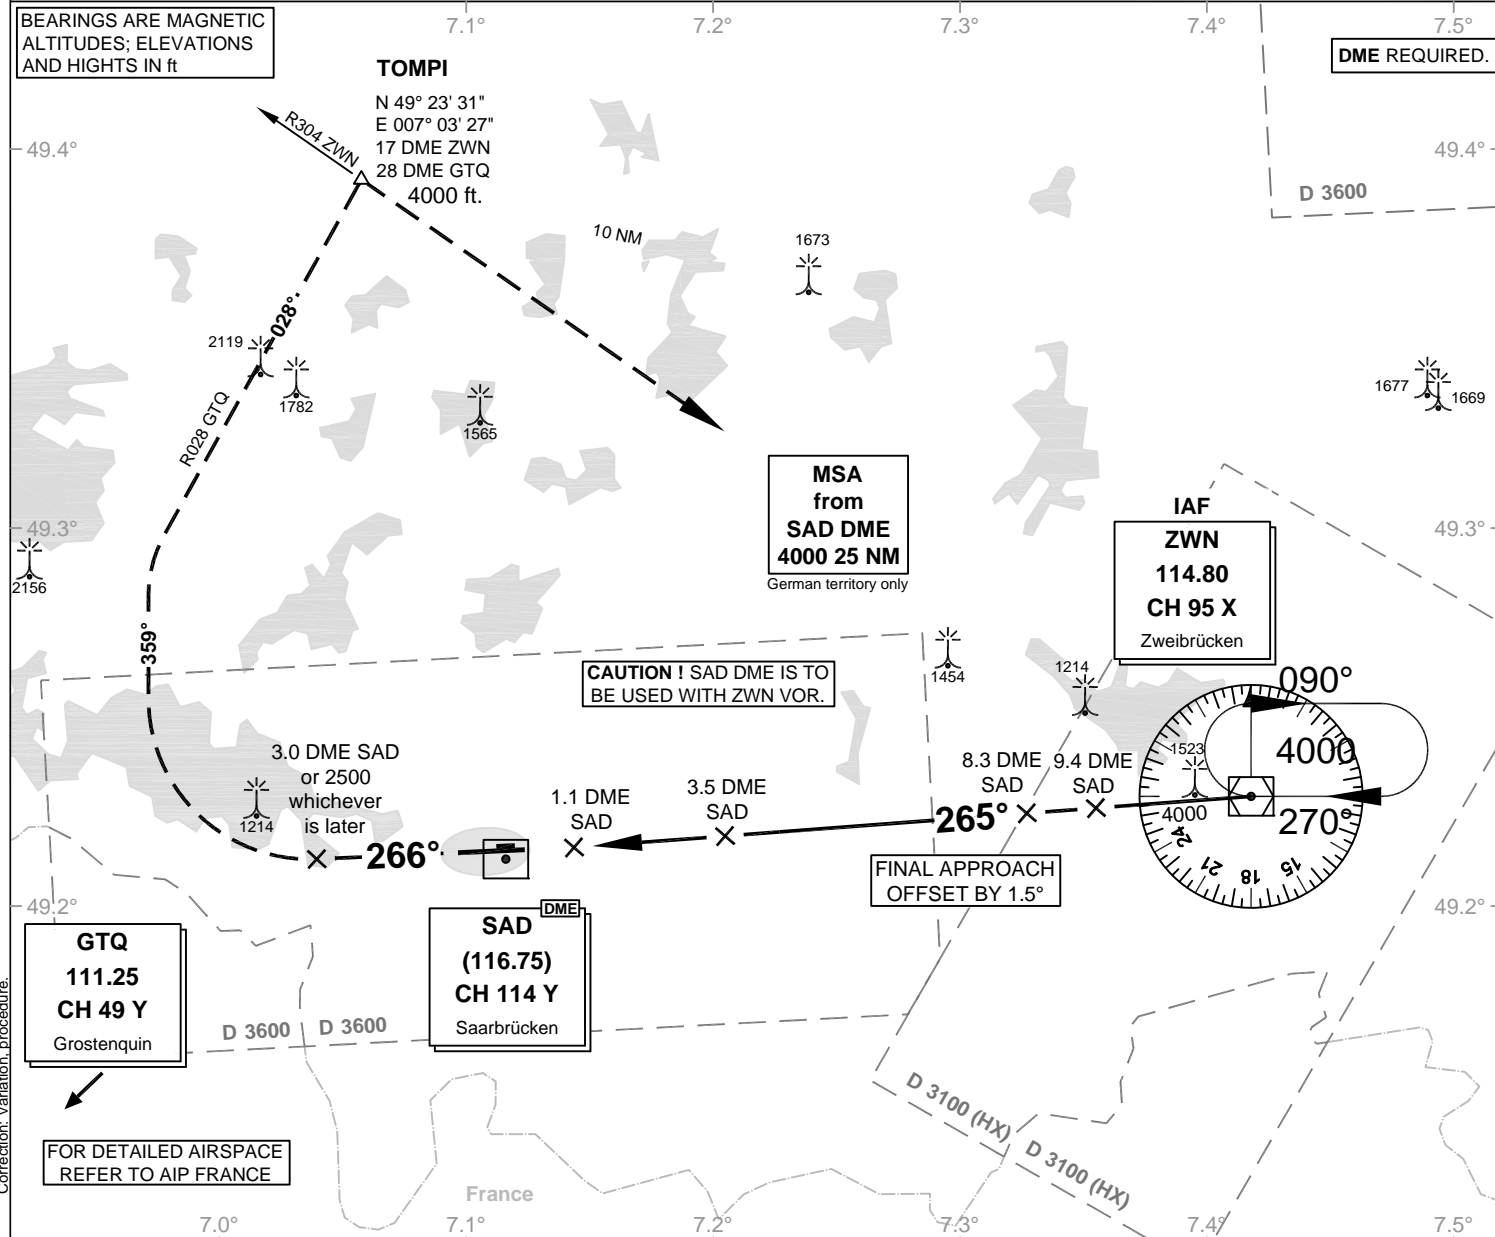 BEARINGS ARE MAGNETIC
ALTITUDES; ELEVATIONS
AND HIGHTS IN ft
7.1°
7.2°
7.3°
7.4°
7.5°
DME REQUIRED.
TOMPI
N 49° 23' 31"
E 007° 03' 27"
17 DME ZWN
28 DME GTQ
4000 ft.
R304 ZWN
49.4°
49.4°
D 3600
10 NM
1673
028°
2119
1782
1565
1677
1669
R028 GTQ
MSA
from
SAD DME
4000 25 NM
German territory only
IAF
ZWN
114.80
CH 95 X
Zweibrücken
49.3°
49.3°
2156
359°
CAUTION ! SAD DME IS TO
BE USED WITH ZWN VOR.
1454
1214
090°
4000
270°
1523
4000
24
21
18
15
3.0 DME SAD
or 2500
whichever
is later
1214
1.1 DME
SAD
3.5 DME
SAD
8.3 DME
SAD
9.4 DME
SAD
265°
266°
FINAL APPROACH
OFFSET BY 1.5°
49.2°
49.2°
GTQ
111.25
CH 49 Y
Grostenquin
DME
SAD
(116.75)
CH 114 Y
Saarbrücken
D 3600
D 3600
D 3100 (HX)
D 3100 (HX)
FOR DETAILED AIRSPACE
REFER TO AIP FRANCE
France
Correction: Variation, procedure.
7.0°
7.1°
7.2°
7.3°
7.4°
7.5°